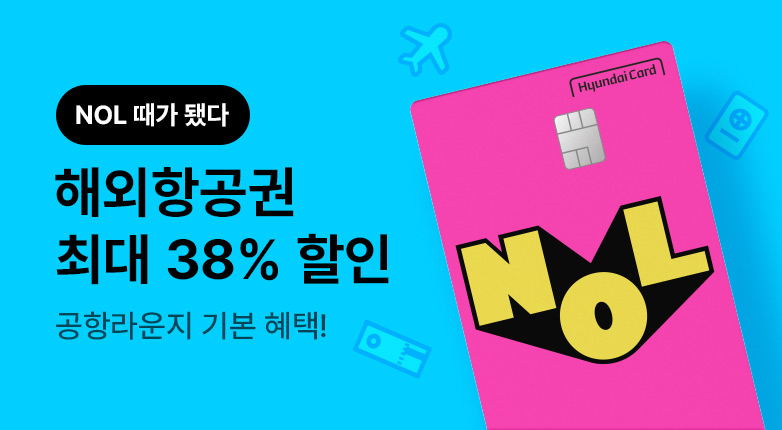 NOL 때가 됐다
해외항공권
최대 38% 할인
공항라운지 기본 혜택!
Hyundai Card
NOL